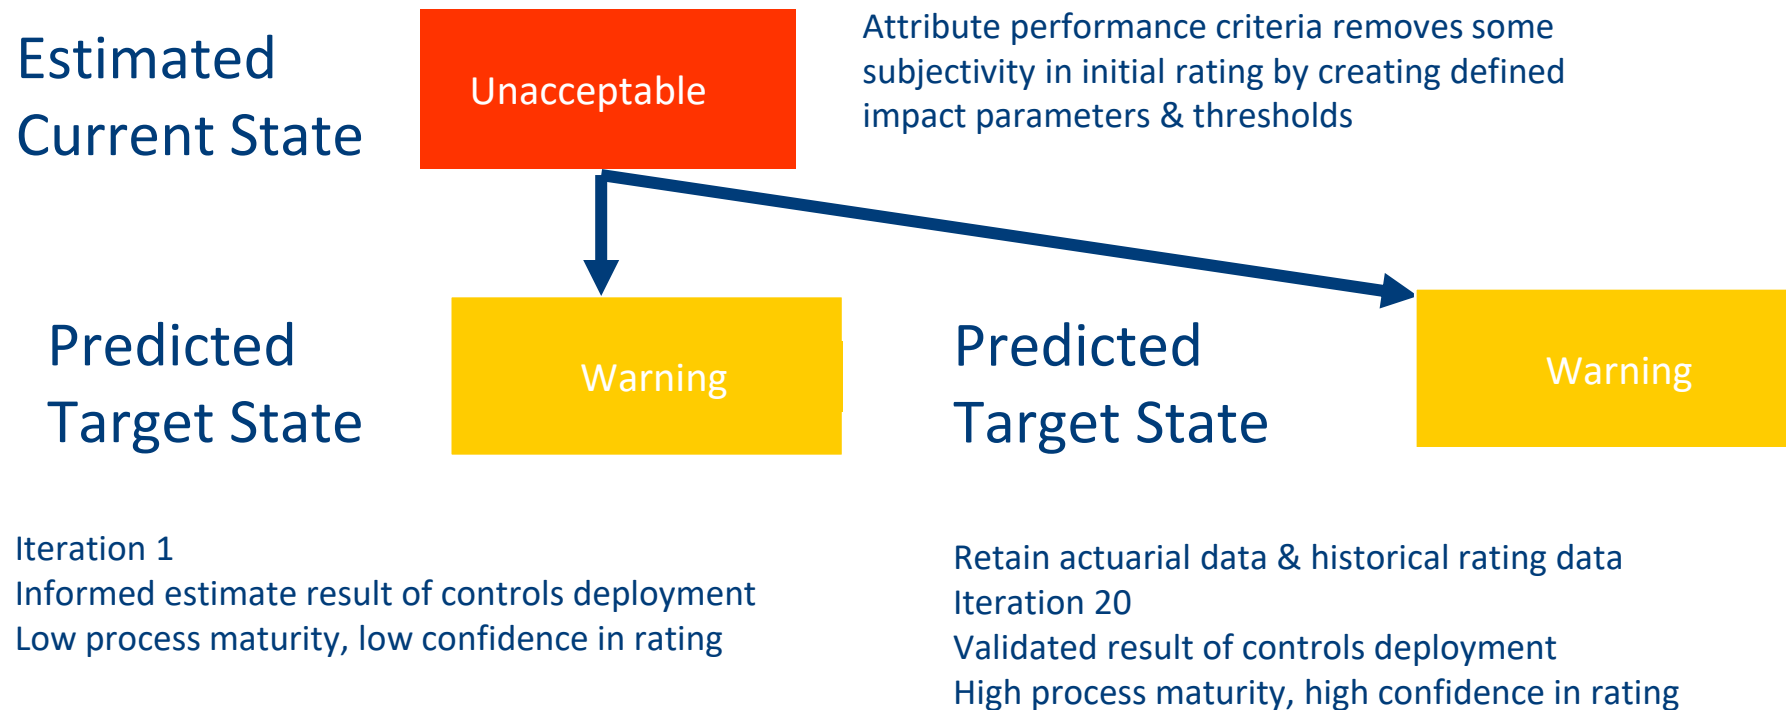 Estimated
Current State
Unacceptable
Attribute performance criteria removes some
subjectivity in initial rating by creating defined
impact parameters & thresholds
Predicted
Target State
Warning
Predicted
Target State
Warning
Iteration 1
Informed estimate result of controls deployment
Low process maturity, low confidence in rating
Retain actuarial data & historical rating data
Iteration 20
Validated result of controls deployment
High process maturity, high confidence in rating